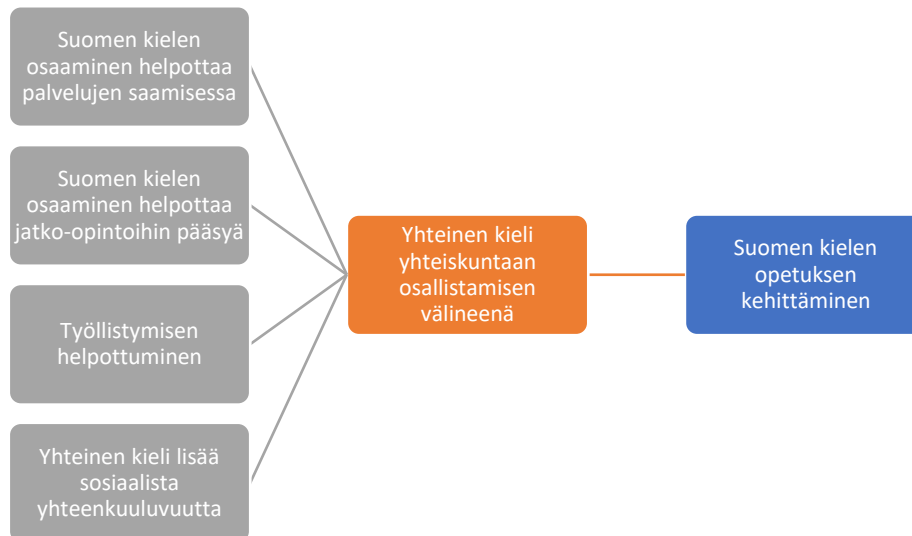 Suomen kielen
osaaminen helpottaa
palvelujen saamisessa
Suomen kielen
osaaminen helpottaa
jatko-opintoihin pääsyä
Työllistymisen
helpottuminen
Yhteinen kieli lisää
sosiaalista
yhteenkuuluvuutta
Yhteinen kieli
yhteiskuntaan
osallistamisen
välineenä
Suomen kielen
opetuksen
kehittäminen